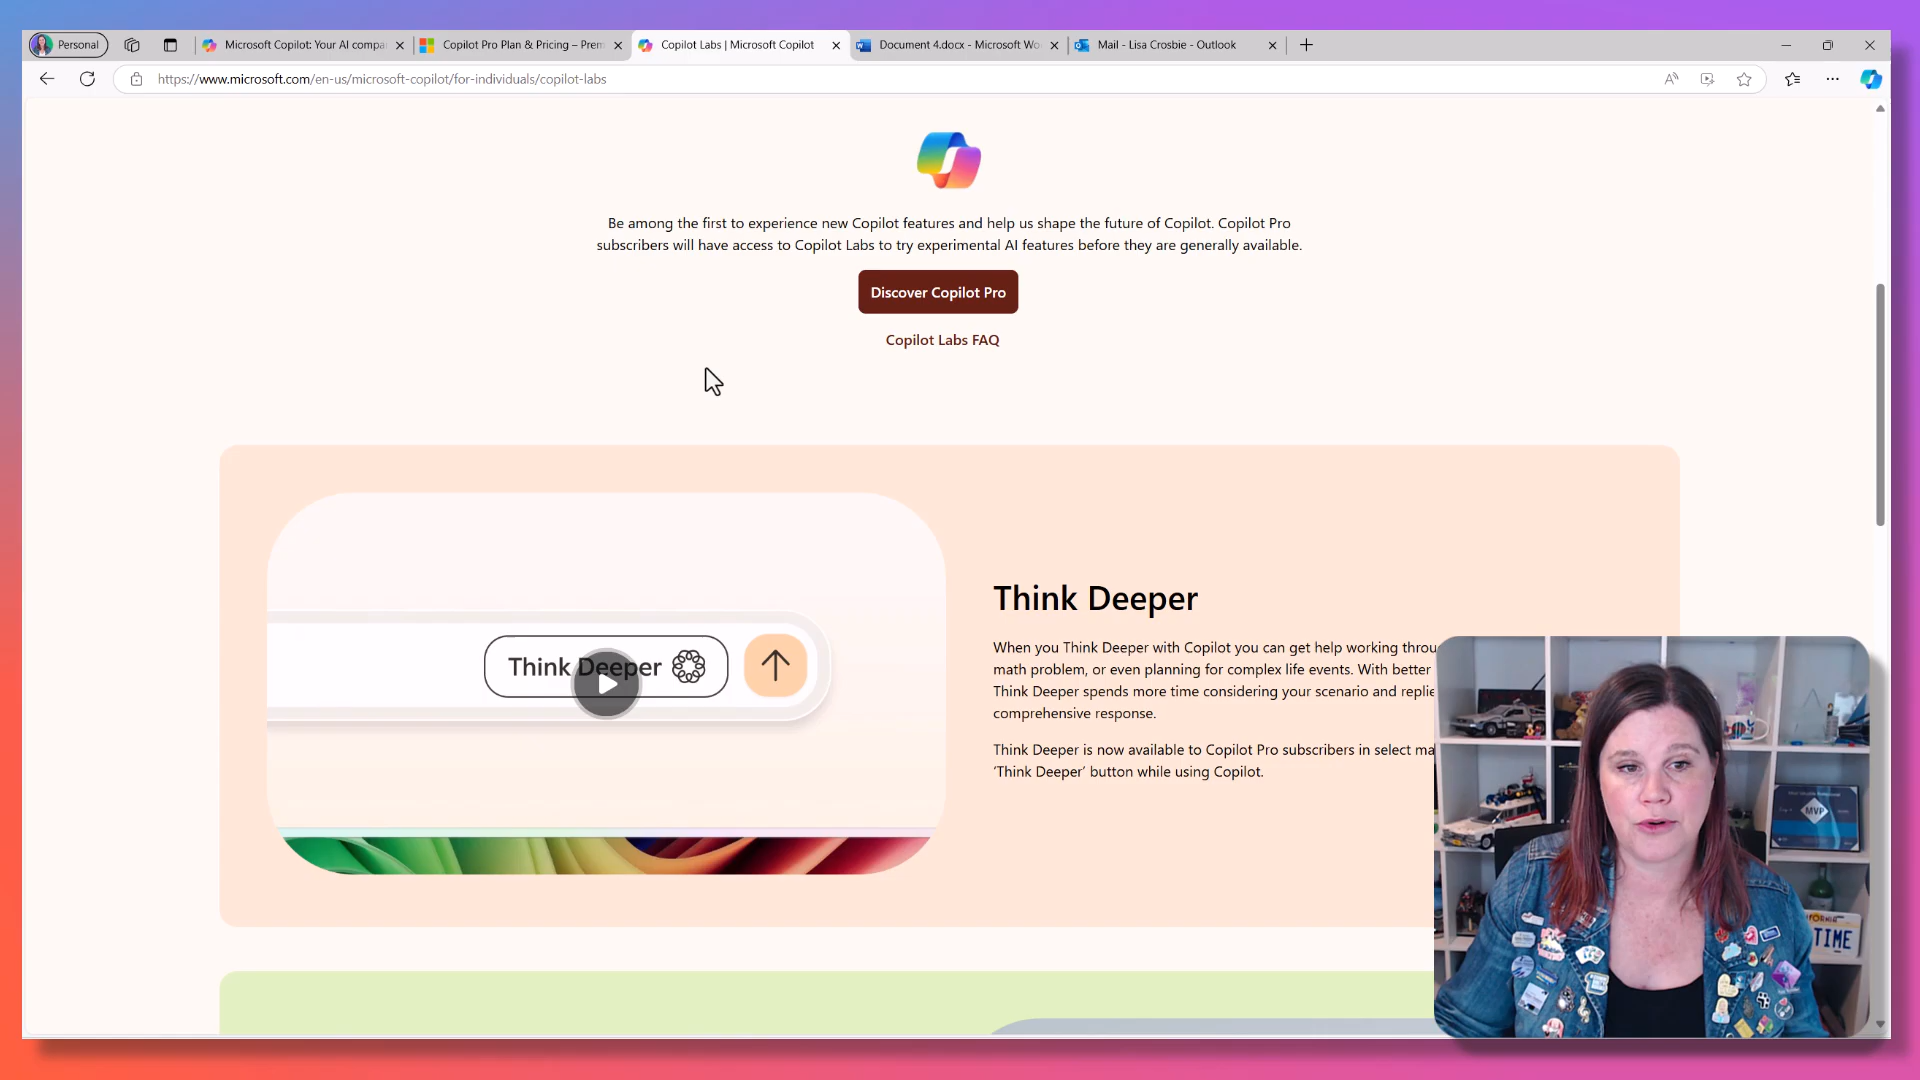 Personal
Microsoft Copilot: Your AI compa
Copilot Pro Plan & Pricing – Prem
Copilot Labs | Microsoft Copilot
Document 4.docx - Microsoft Wo
Mail - Lisa Crosbie - Outlook
https://www.microsoft.com/en-us/microsoft-copilot/for-individuals/copilot-labs
Be among the first to experience new Copilot features and help us shape the future of Copilot. Copilot Pro
subscribers will have access to Copilot Labs to try experimental AI features before they are generally available.
Discover Copilot Pro
Copilot Labs FAQ
Think Deeper
Think Deeper
When you Think Deeper with Copilot you can get help working throu
math problem, or even planning for complex life events. With better
Think Deeper spends more time considering your scenario and replie
comprehensive response.
Think Deeper is now available to Copilot Pro subscribers in select ma
‘Think Deeper’ button while using Copilot.
MVP
TIME